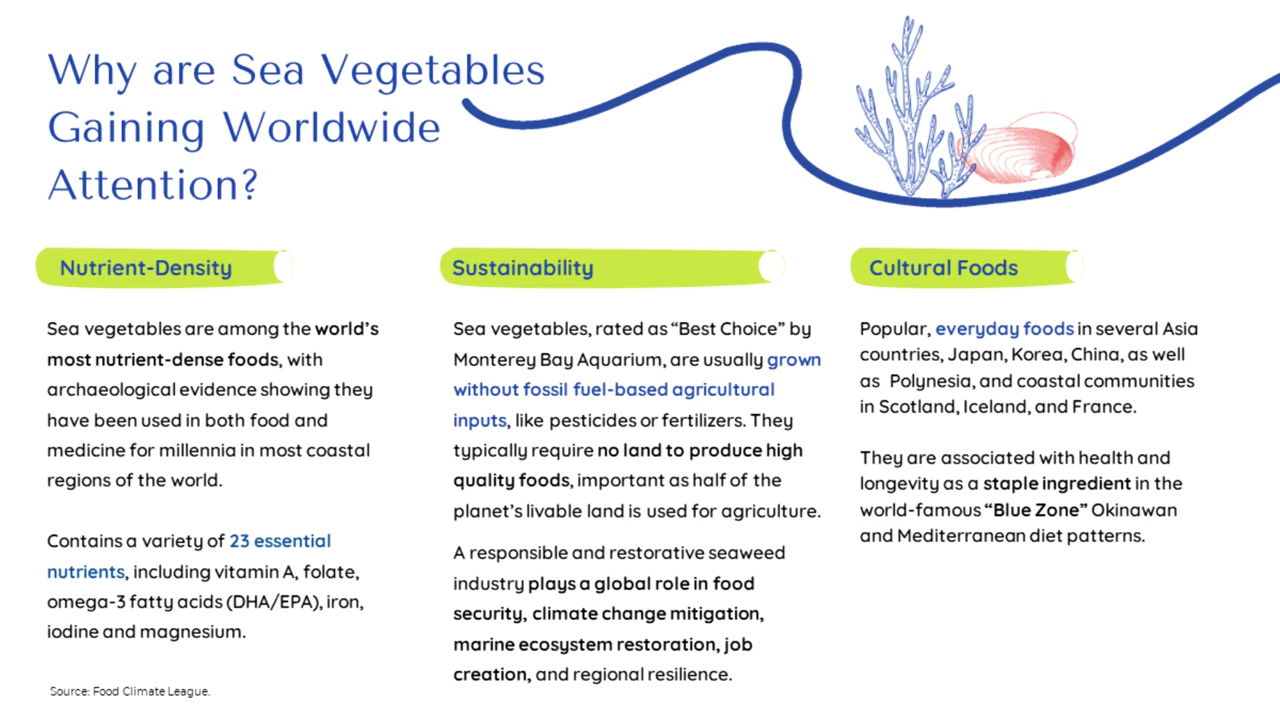 Why are Sea Vegetables
Gaining Worldwide
Attention?
Nutrient-Density
Sea vegetables are among the world's
most nutrient-dense foods, with
archaeological evidence showing they
have been used in both food and
medicine for millennia in most coastal
regions of the world.
Contains a variety of 23 essential
nutrients, including vitamin A, folate,
omega-3 fatty acids (DHA/EPA), iron,
iodine and magnesium.
Sustainability
Sea vegetables, rated as “Best Choice” by
Monterey Bay Aquarium, are usually grown
without fossil fuel-based agricultural
inputs, like pesticides or fertilizers. They
typically require no land to produce high
quality foods, important as half of the
planet's livable land is used for agriculture.
A responsible and restorative seaweed
industry plays a global role in food
security, climate change mitigation,
marine ecosystem restoration, job
creation, and regional resilience.
Cultural Foods
Popular, everyday foods in several Asia
countries, Japan, Korea, China, as well
as Polynesia, and coastal communities
in Scotland, Iceland, and France.
They are associated with health and
longevity as a staple ingredient in the
world-famous “Blue Zone” Okinawan
and Mediterranean diet patterns.
Source: Food Climate League.